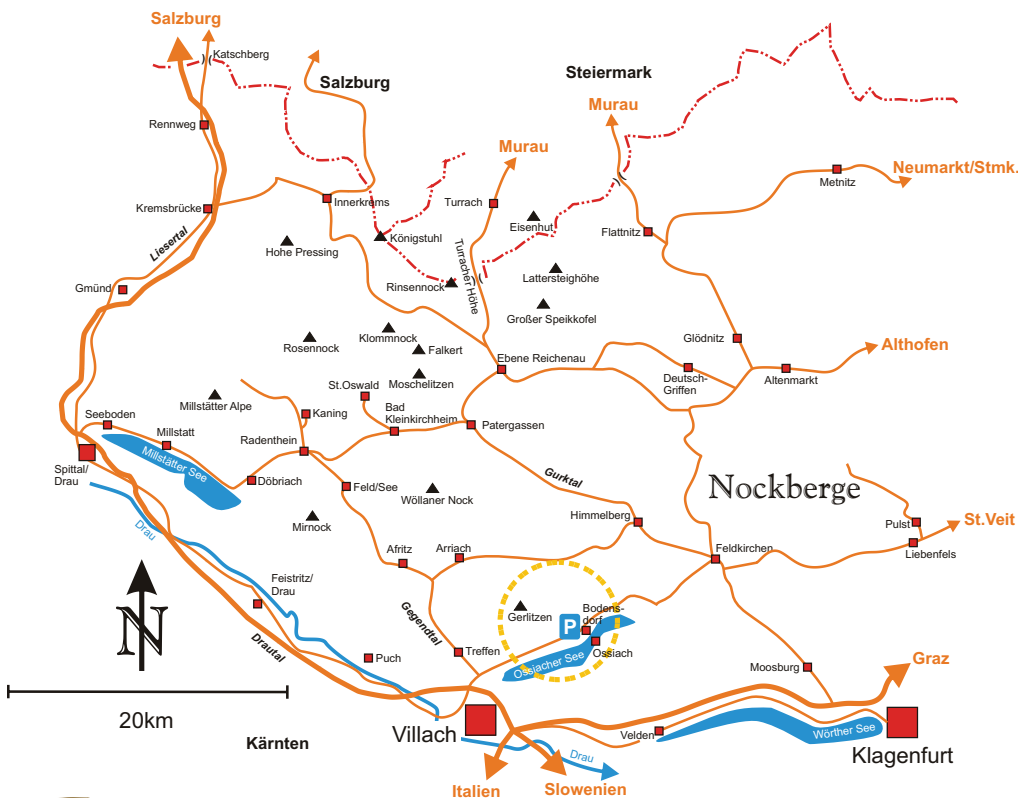 Salzburg
Katschberg
Salzburg
Steiermark
Murau
Rennweg
Murau
Neumarkt/Stmk.
Metnitz
Kremsbrücke
Innerkrems
Turrach
Eisenhut
Flattnitz
Liesertal
Hohe Pressing
Königstuhl
Turracher Höhe
Lattersteighöhe
Rinsennock
Gmünd
Großer Speikkofel
Rosennock
Klomnock
Falkert
Glödnitz
Althofen
Ebene Reichenau
Moschelitzen
Deutsch-
Griffen
Altenmarkt
St.Oswald
Millstätter Alpe
Kaning
Bad
Kleinkirchheim
Patergassen
Seeboden
Millstatt
Radenthein
Millstätter See
Spittal/
Drau
Döbriach
Feld/See
Gurktal
Nockberge
Wöllaner Nock
Mirnock
Himmelberg
Pulst
St.Veit
Liebenfels
Drau
Afritz
Arriach
Feldkirchen
N
Feistritz/
Drau
Gegendtal
Gerlitzen
P
Bodens-
dorf
Drautal
Puch
Treffen
Ossiacher See
Ossiach
Moosburg
Graz
20km
Kärnten
Villach
Velden
Wörther See
Klagenfurt
Drau
Italien
Slowenien